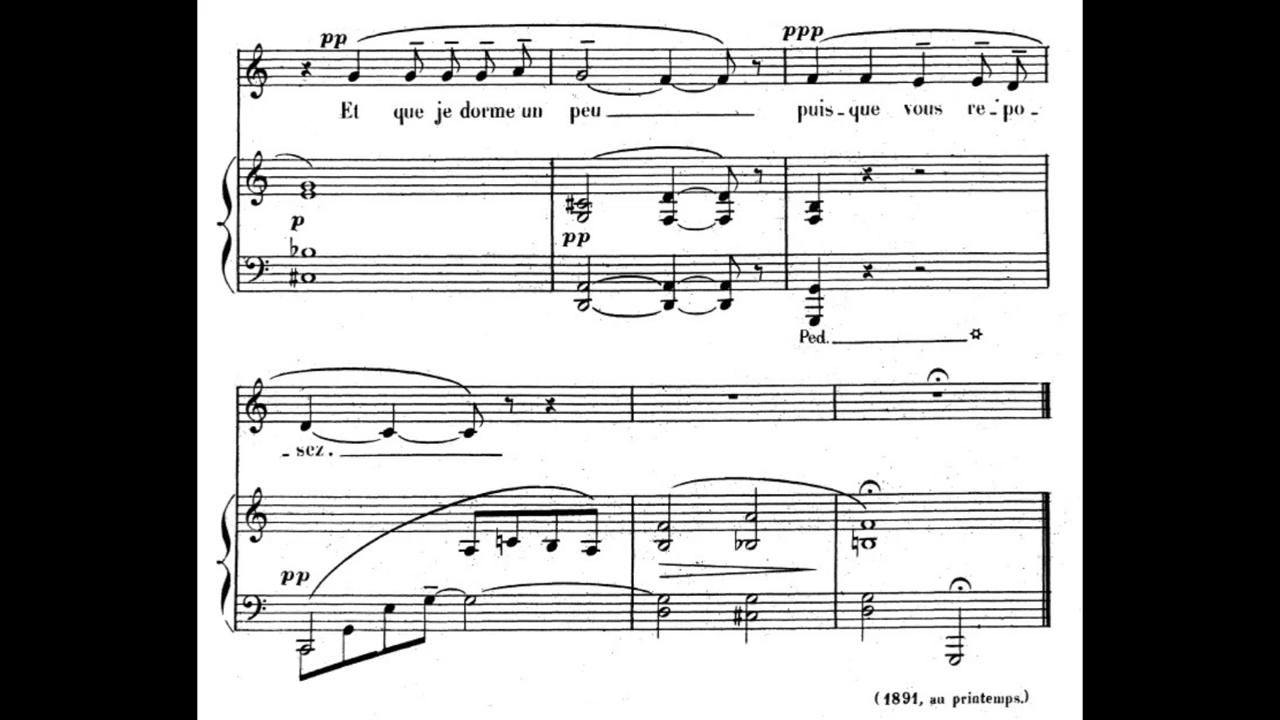 pp ppp
Et que je dorme un peu puis-que vous re-po-
p
pp
Ped.
- sez.
pp
(1891, au printemps.)